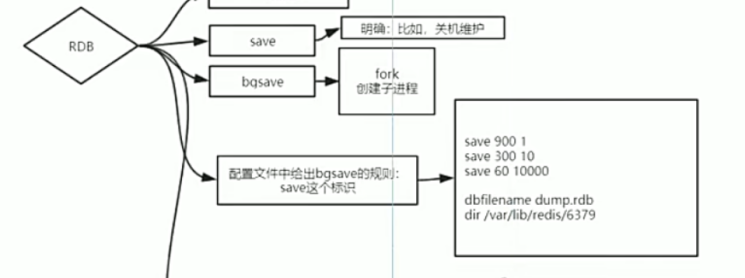 RDB
save
明确：比如，关机维护
bgsave
fork
创建子进程
配置文件中给出bgsave的规则：
save这个标识
save 900 1
save 300 10
save 60 10000
dbfilename dump.rdb
dir /var/lib/redis/6379